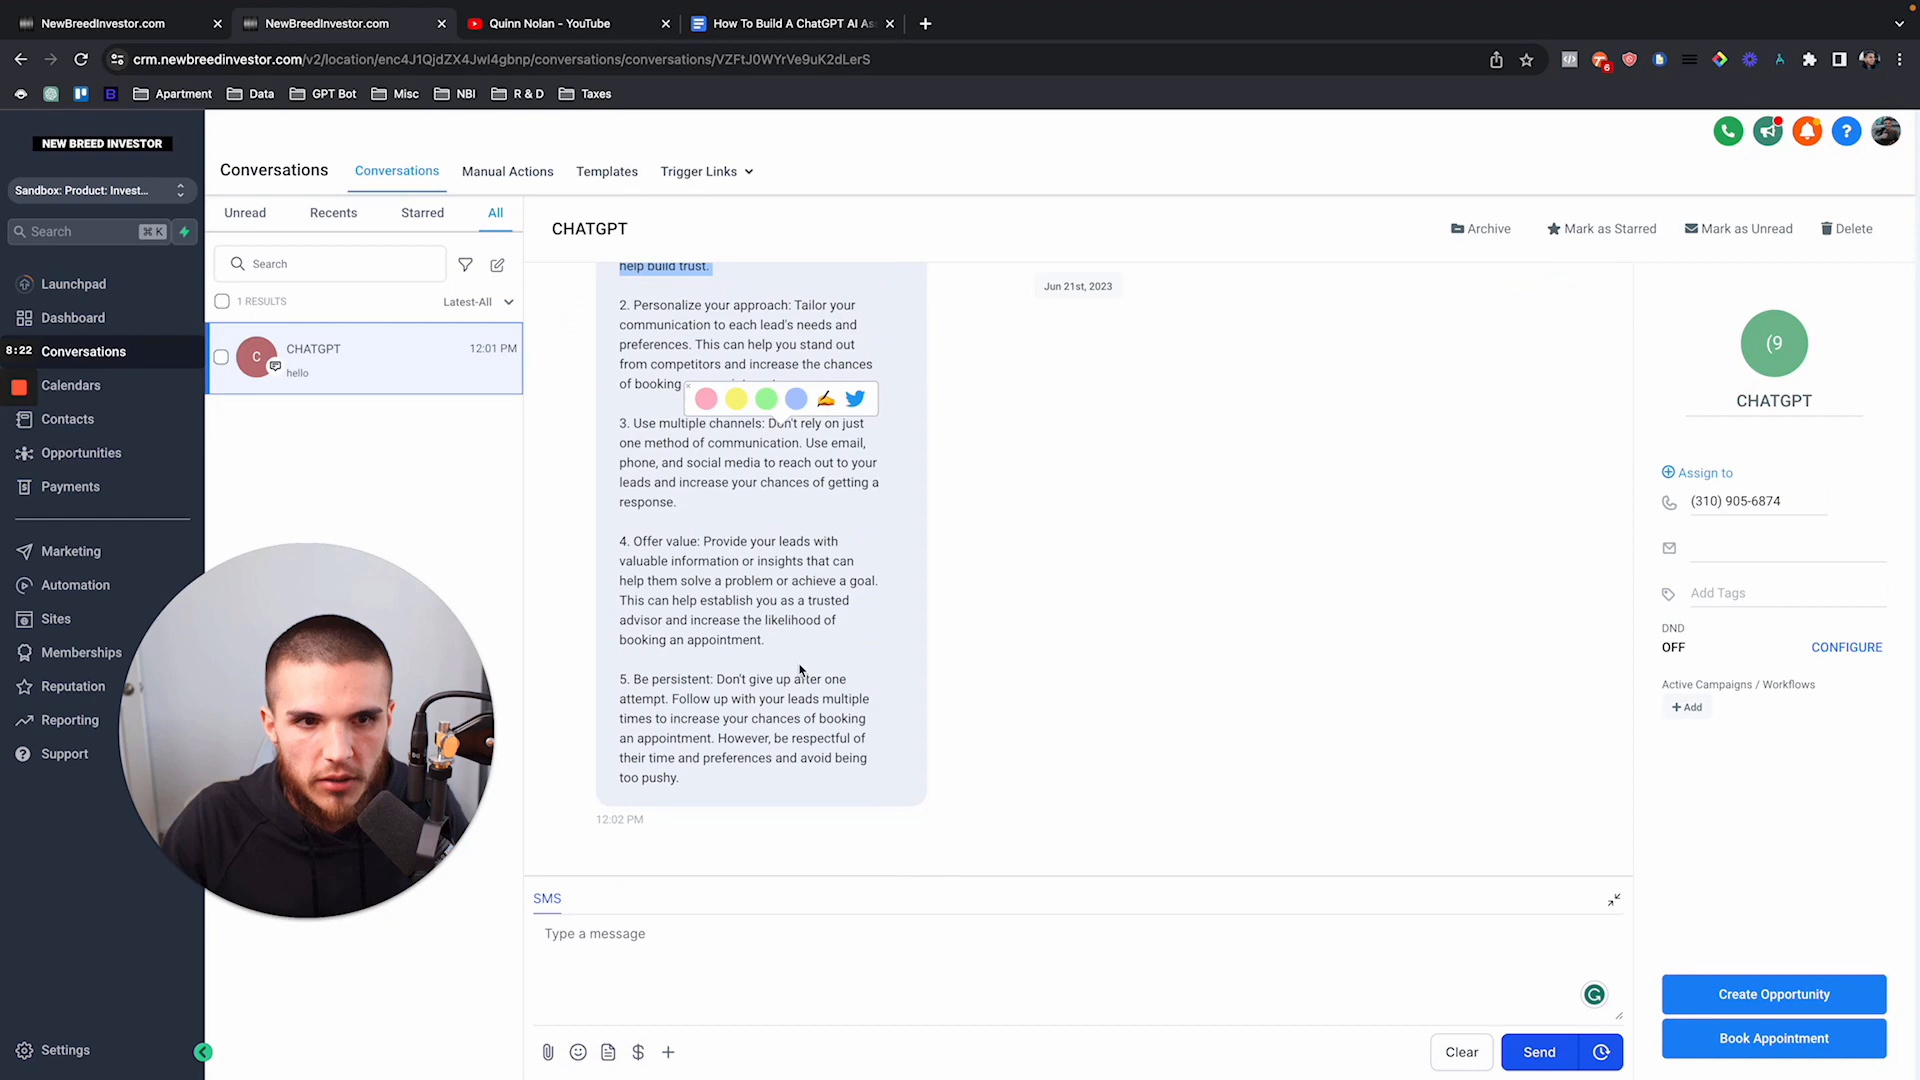 NewBreedInvestor.com
NewBreedInvestor.com
Quinn Nolan - YouTube
How To Build A ChatGPT AI As
crm.newbreedinvestor.com/v2/location/enc4J1QjdZX4JwI4gbnp/conversations/conversations/VZFtJ0WYrVe9uK2dLerS
6
B
Apartment
Data
GPT Bot
Misc
NBI
R & D
Taxes
NEW BREED INVESTOR
Sandbox: Product: Invest...
Search
⌘ K
Launchpad
Dashboard
8:22
Conversations
Calendars
Contacts
Opportunities
Payments
Marketing
Automation
Sites
Memberships
Reputation
Reporting
Support
Settings
Conversations
Conversations
Manual Actions
Templates
Trigger Links
?
Unread
Recents
Starred
All
Search
1 RESULTS
Latest-All
C
CHATGPT
12:01 PM
hello
CHATGPT
Archive
Mark as Starred
Mark as Unread
Delete
help build trust.
Jun 21st, 2023
2. Personalize your approach: Tailor your
communication to each lead's needs and
preferences. This can help you stand out
from competitors and increase the chances
of booking
3. Use multiple channels: Don't rely on just
one method of communication. Use email,
phone, and social media to reach out to your
leads and increase your chances of getting a
response.
4. Offer value: Provide your leads with
valuable information or insights that can
help them solve a problem or achieve a goal.
This can help establish you as a trusted
advisor and increase the likelihood of
booking an appointment.
5. Be persistent: Don't give up after one
attempt. Follow up with your leads multiple
times to increase your chances of booking
an appointment. However, be respectful of
their time and preferences and avoid being
too pushy.
12:02 PM
SMS
Type a message
Clear
Send
(9
CHATGPT
Assign to
(310) 905-6874
Add Tags
DND
OFF
CONFIGURE
Active Campaigns / Workflows
+ Add
Create Opportunity
Book Appointment